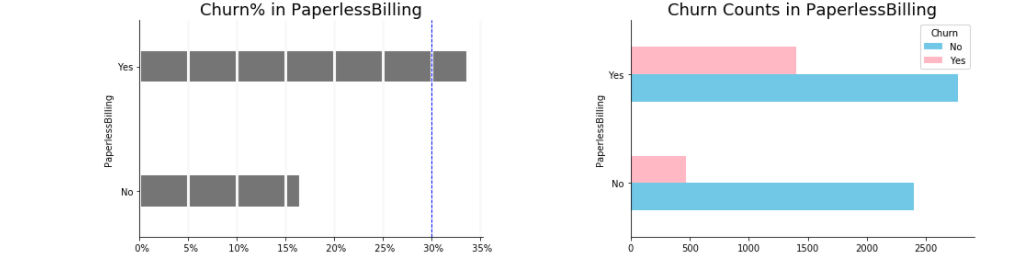 Churn% in PaperlessBilling
PaperlessBilling
Yes
No
0% 5% 10% 15% 20% 25% 30% 35%
Churn Counts in PaperlessBilling
Churn
No
Yes
PaperlessBilling
Yes
No
0 500 1000 1500 2000 2500